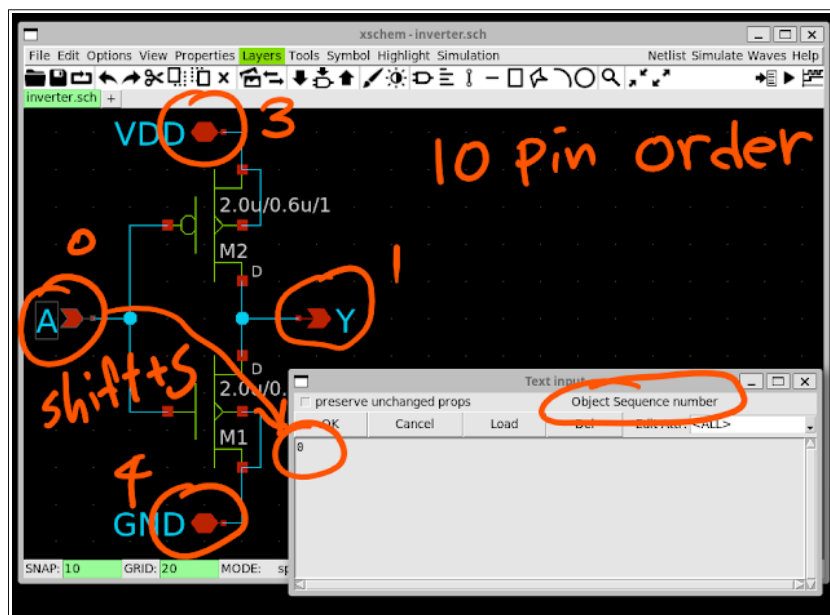 xschem - inverter.sch
File Edit Options View Properties Layers Tools Symbol Highlight Simulation Netlist Simulate Waves Help
inverter.sch +
VDD 3
10 pin order
2.0u/0.6u/1
0
M2
1
D
A
Y
D
shift+S
2.0u/0.
Text input
preserve unchanged props Object Sequence number
OK Cancel Load Del Edit Attr: <ALL>
M1
0
4
GND
SNAP: 10 GRID: 20 MODE: sp